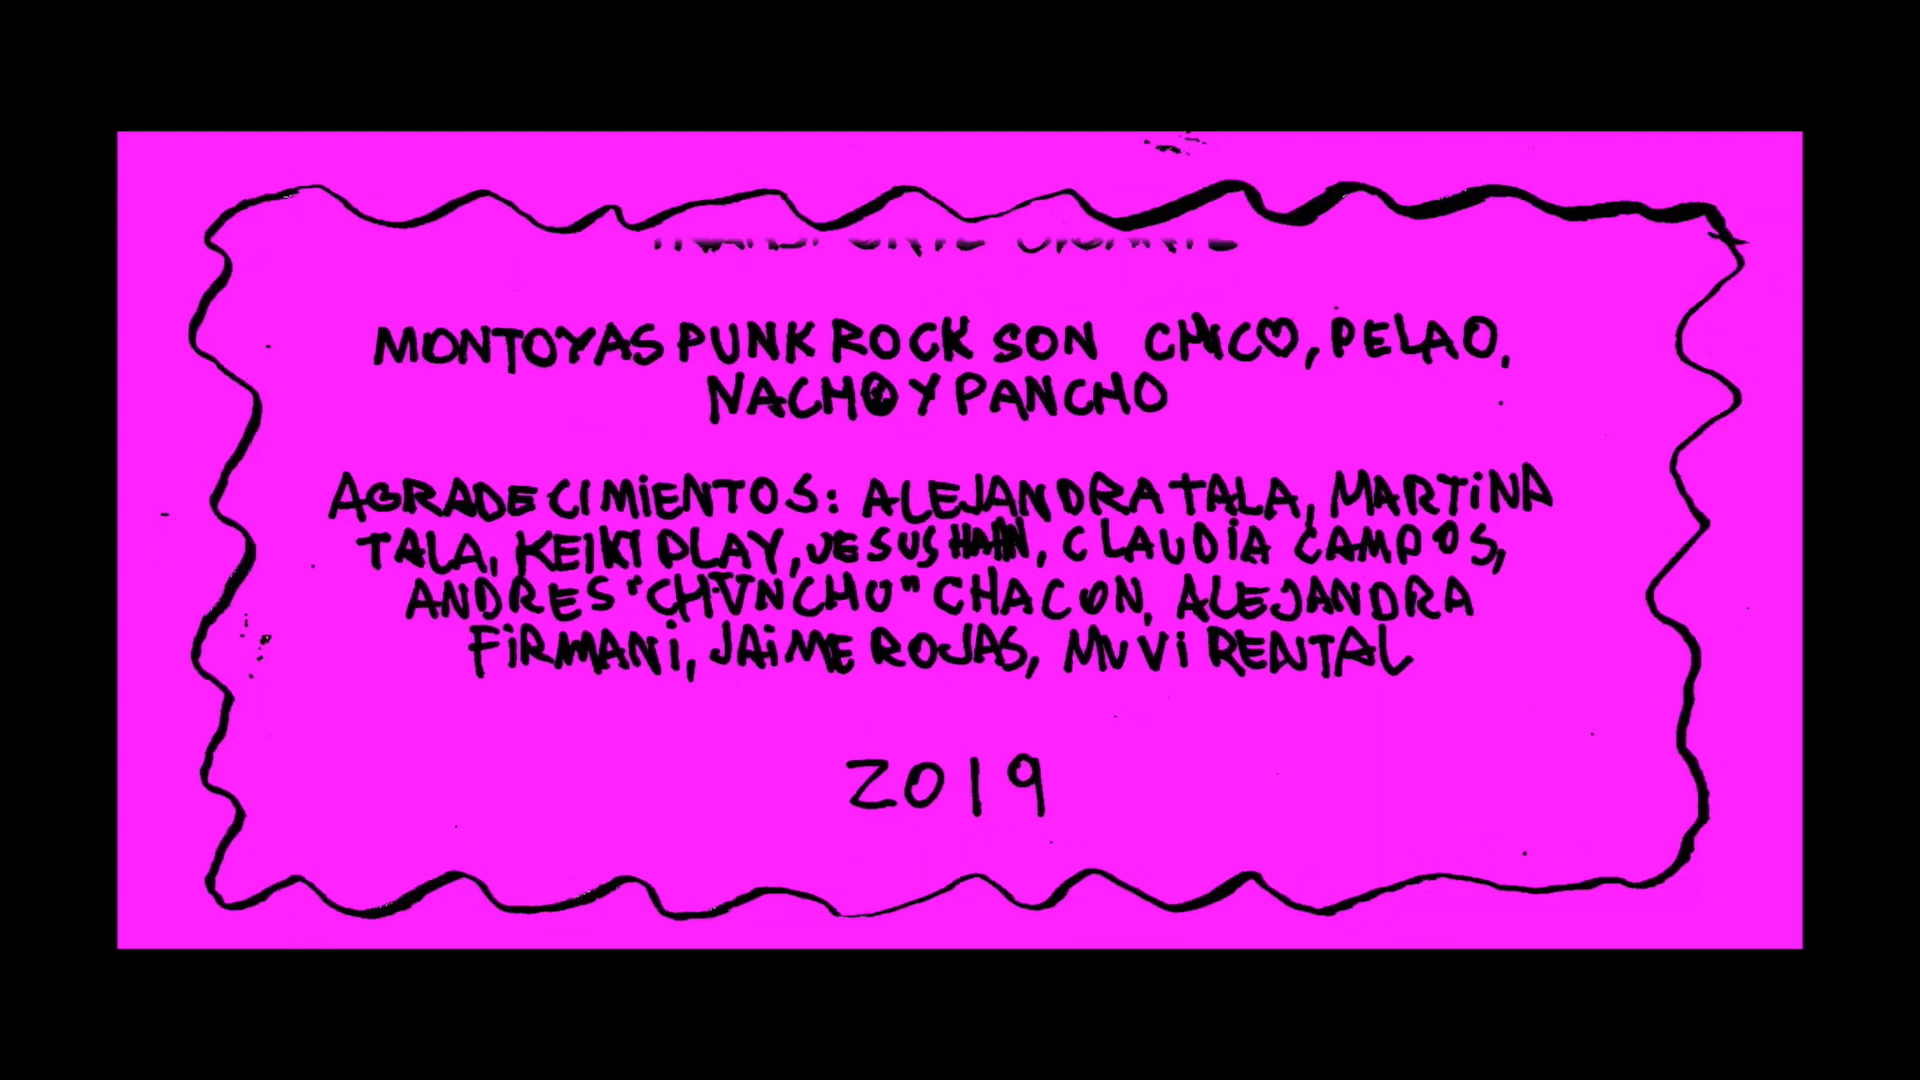 MONTOYAS PUNK ROCK SON CHICO, PELAO,
NACHO Y PANCHO
AGRADECIMIENTOS: ALEJANDRA TALA, MARTINA
TALA, KEIKI PLAY, JESUS HAHN, CLAUDIA CAMPOS,
ANDRES "CHUNCHO" CHACON, ALEJANDRA
FIRMANI, JAIME ROJAS, MUVI RENTAL
2019